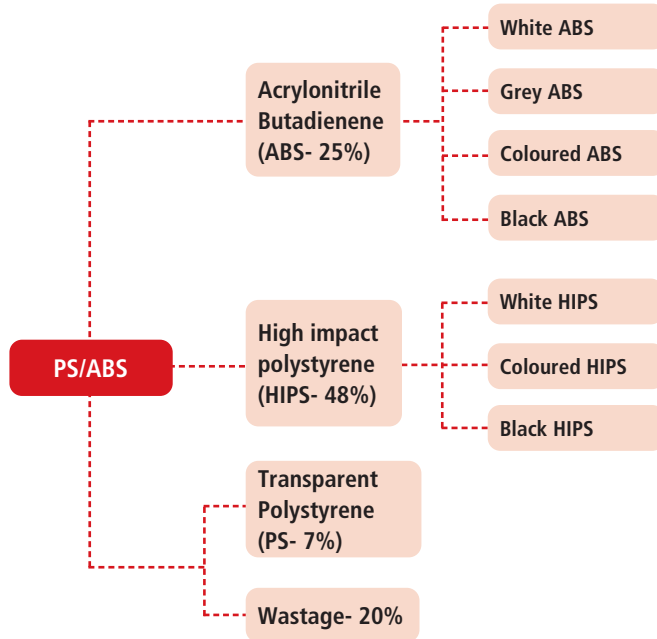 PS/ABS
Acrylonitrile
Butadienene
(ABS- 25%)
White ABS
Grey ABS
Coloured ABS
Black ABS
High impact
polystyrene
(HIPS- 48%)
White HIPS
Coloured HIPS
Black HIPS
Transparent
Polystyrene
(PS- 7%)
Wastage- 20%